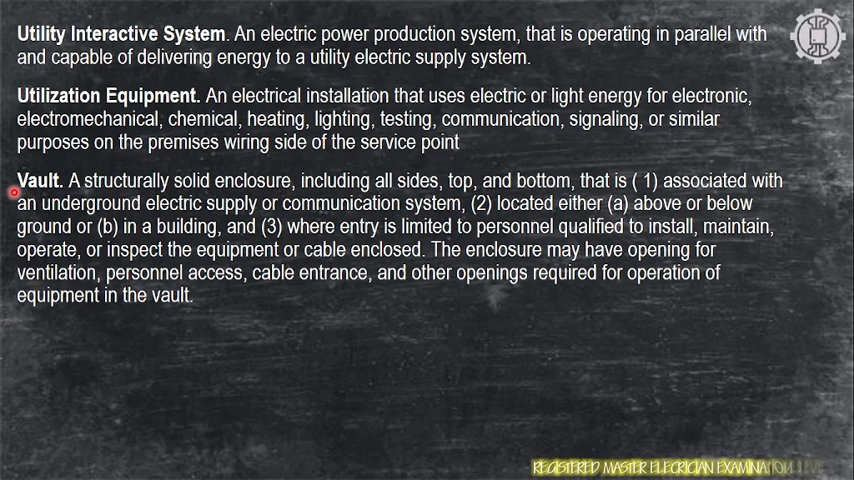 Utility Interactive System. An electric power production system, that is operating in parallel with
and capable of delivering energy to a utility electric supply system.
Utilization Equipment. An electrical installation that uses electric or light energy for electronic,
electromechanical, chemical, heating, lighting, testing, communication, signaling, or similar
purposes on the premises wiring side of the service point
Vault. A structurally solid enclosure, including all sides, top, and bottom, that is ( 1) associated with
an underground electric supply or communication system, (2) located either (a) above or below
ground or (b) in a building, and (3) where entry is limited to personnel qualified to install, maintain,
operate, or inspect the equipment or cable enclosed. The enclosure may have opening for
ventilation, personnel access, cable entrance, and other openings required for operation of
equipment in the vault.
REGISTERED MASTER ELECRICIAN EXAMINATION